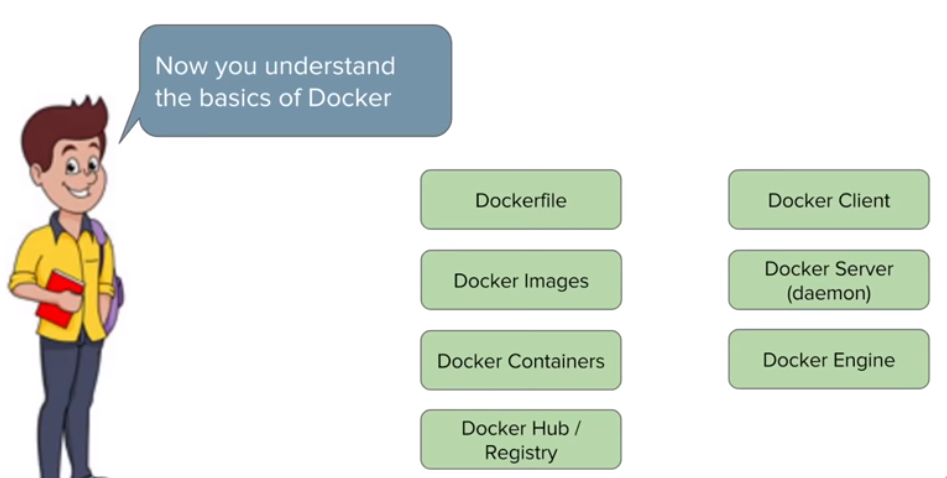 Now you understand
the basics of Docker
Dockerfile
Docker Images
Docker Containers
Docker Hub /
Registry
Docker Client
Docker Server
(daemon)
Docker Engine